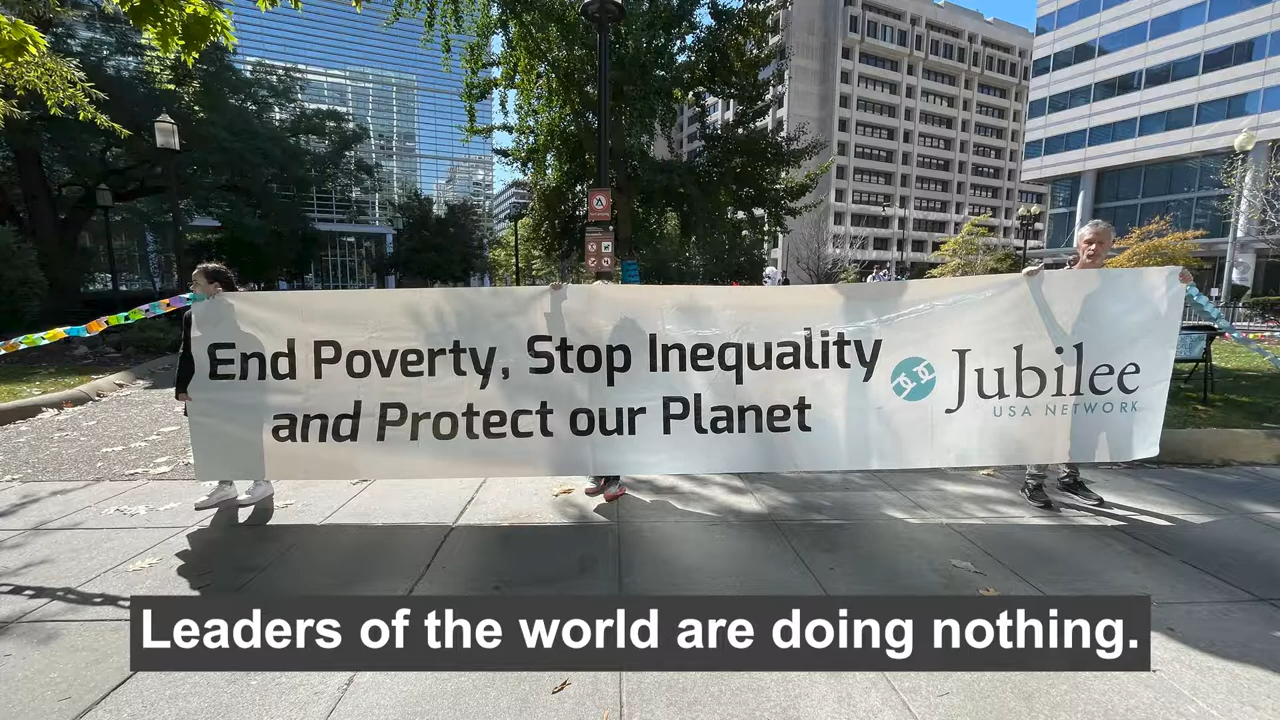 End Poverty, Stop Inequality
and Protect our Planet
Jubilee
USA NETWORK
Leaders of the world are doing nothing.